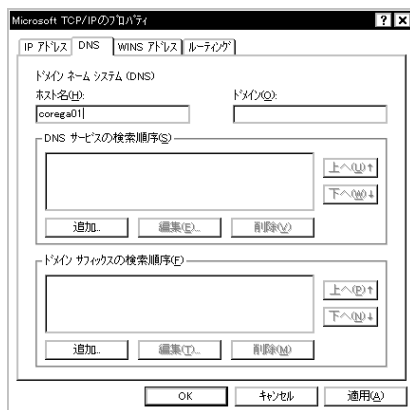 Microsoft TCP/IPのプロパティ
IP アドレス DNS WINS アドレス ルーティング
ドメイン ネーム システム (DNS)
ホスト名(H): ドメイン(O):
corega01
DNS サービスの検索順序(S)
上へ(U)↑
下へ(W)↓
追加... 編集(E)... 削除(V)
ドメイン サフィックスの検索順序(F)
上へ(P)↑
下へ(N)↓
追加... 編集(T)... 削除(M)
OK キャンセル 適用(A)